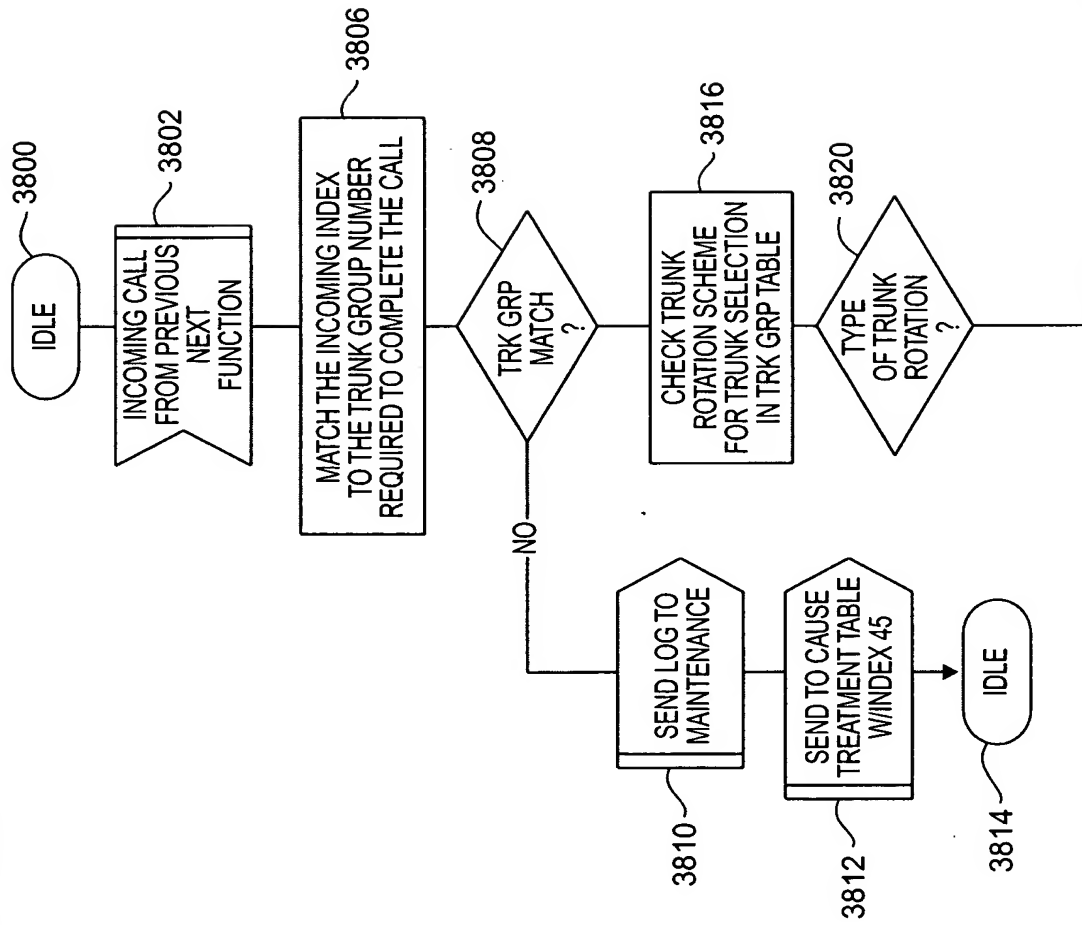 3800
IDLE
3802
INCOMING CALL
FROM PREVIOUS
NEXT
FUNCTION
3806
MATCH THE INCOMING INDEX
TO THE TRUNK GROUP NUMBER
REQUIRED TO COMPLETE THE CALL
3808
TRK GRP
MATCH
?
NO
3810
SEND LOG TO
MAINTENANCE
3812
SEND TO CAUSE
TREATMENT TABLE
W/INDEX 45
3814
IDLE
3816
CHECK TRUNK
ROTATION SCHEME
FOR TRUNK SELECTION
IN TRK GRP TABLE
3820
TYPE
OF TRUNK
ROTATION
?